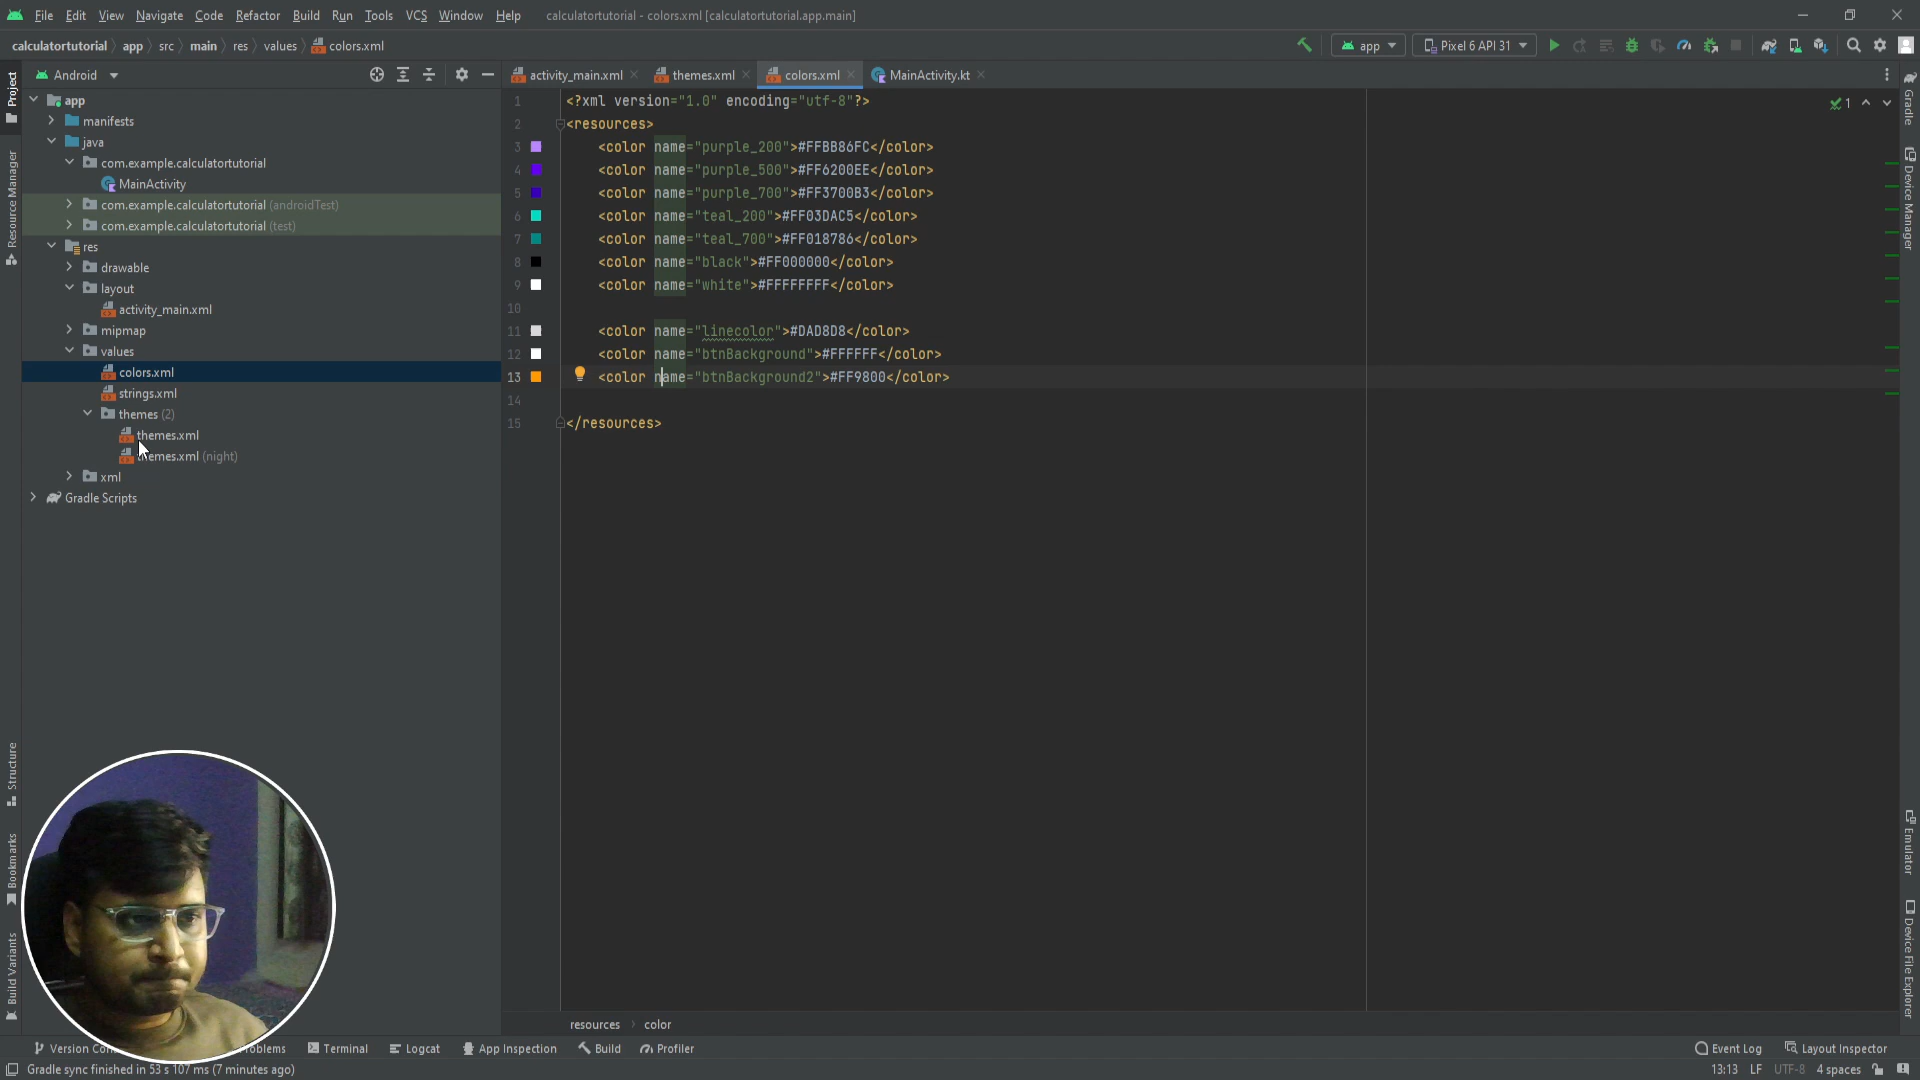 File Edit View Navigate Code Refactor Build Run Tools VCS Window Help calculatortutorial - colors.xml [calculatortutorial.app.main]
calculatortutorial app src main res values colors.xml app Pixel 6 API 31
Project
Android
activity_main.xml themes.xml colors.xml MainActivity.kt
app
manifests
java
com.example.calculatortutorial
MainActivity
com.example.calculatortutorial (androidTest)
com.example.calculatortutorial (test)
res
drawable
layout
activity_main.xml
mipmap
values
colors.xml
strings.xml
themes (2)
themes.xml
themes.xml (night)
xml
Gradle Scripts
1 <?xml version="1.0" encoding="utf-8"?>
2 <resources>
3 <color name="purple_200">#FFBB86FC</color>
4 <color name="purple_500">#FF6200EE</color>
5 <color name="purple_700">#FF3700B3</color>
6 <color name="teal_200">#FF03DAC5</color>
7 <color name="teal_700">#FF018786</color>
8 <color name="black">#FF000000</color>
9 <color name="white">#FFFFFFFF</color>
10
11 <color name="linecolor">#DAD8D8</color>
12 <color name="btnBackground">#FFFFFF</color>
13 <color name="btnBackground2">#FF9800</color>
14
15 </resources>
1
Resource Manager
Structure
Bookmarks
Build Variants
Gradle
Device Manager
Emulator
Device File Explorer
resources color
Version Con oblems Terminal Logcat App Inspection Build Profiler Event Log Layout Inspector
Gradle sync finished in 53 s 107 ms (7 minutes ago) 13:13 LF UTF-8 4 spaces